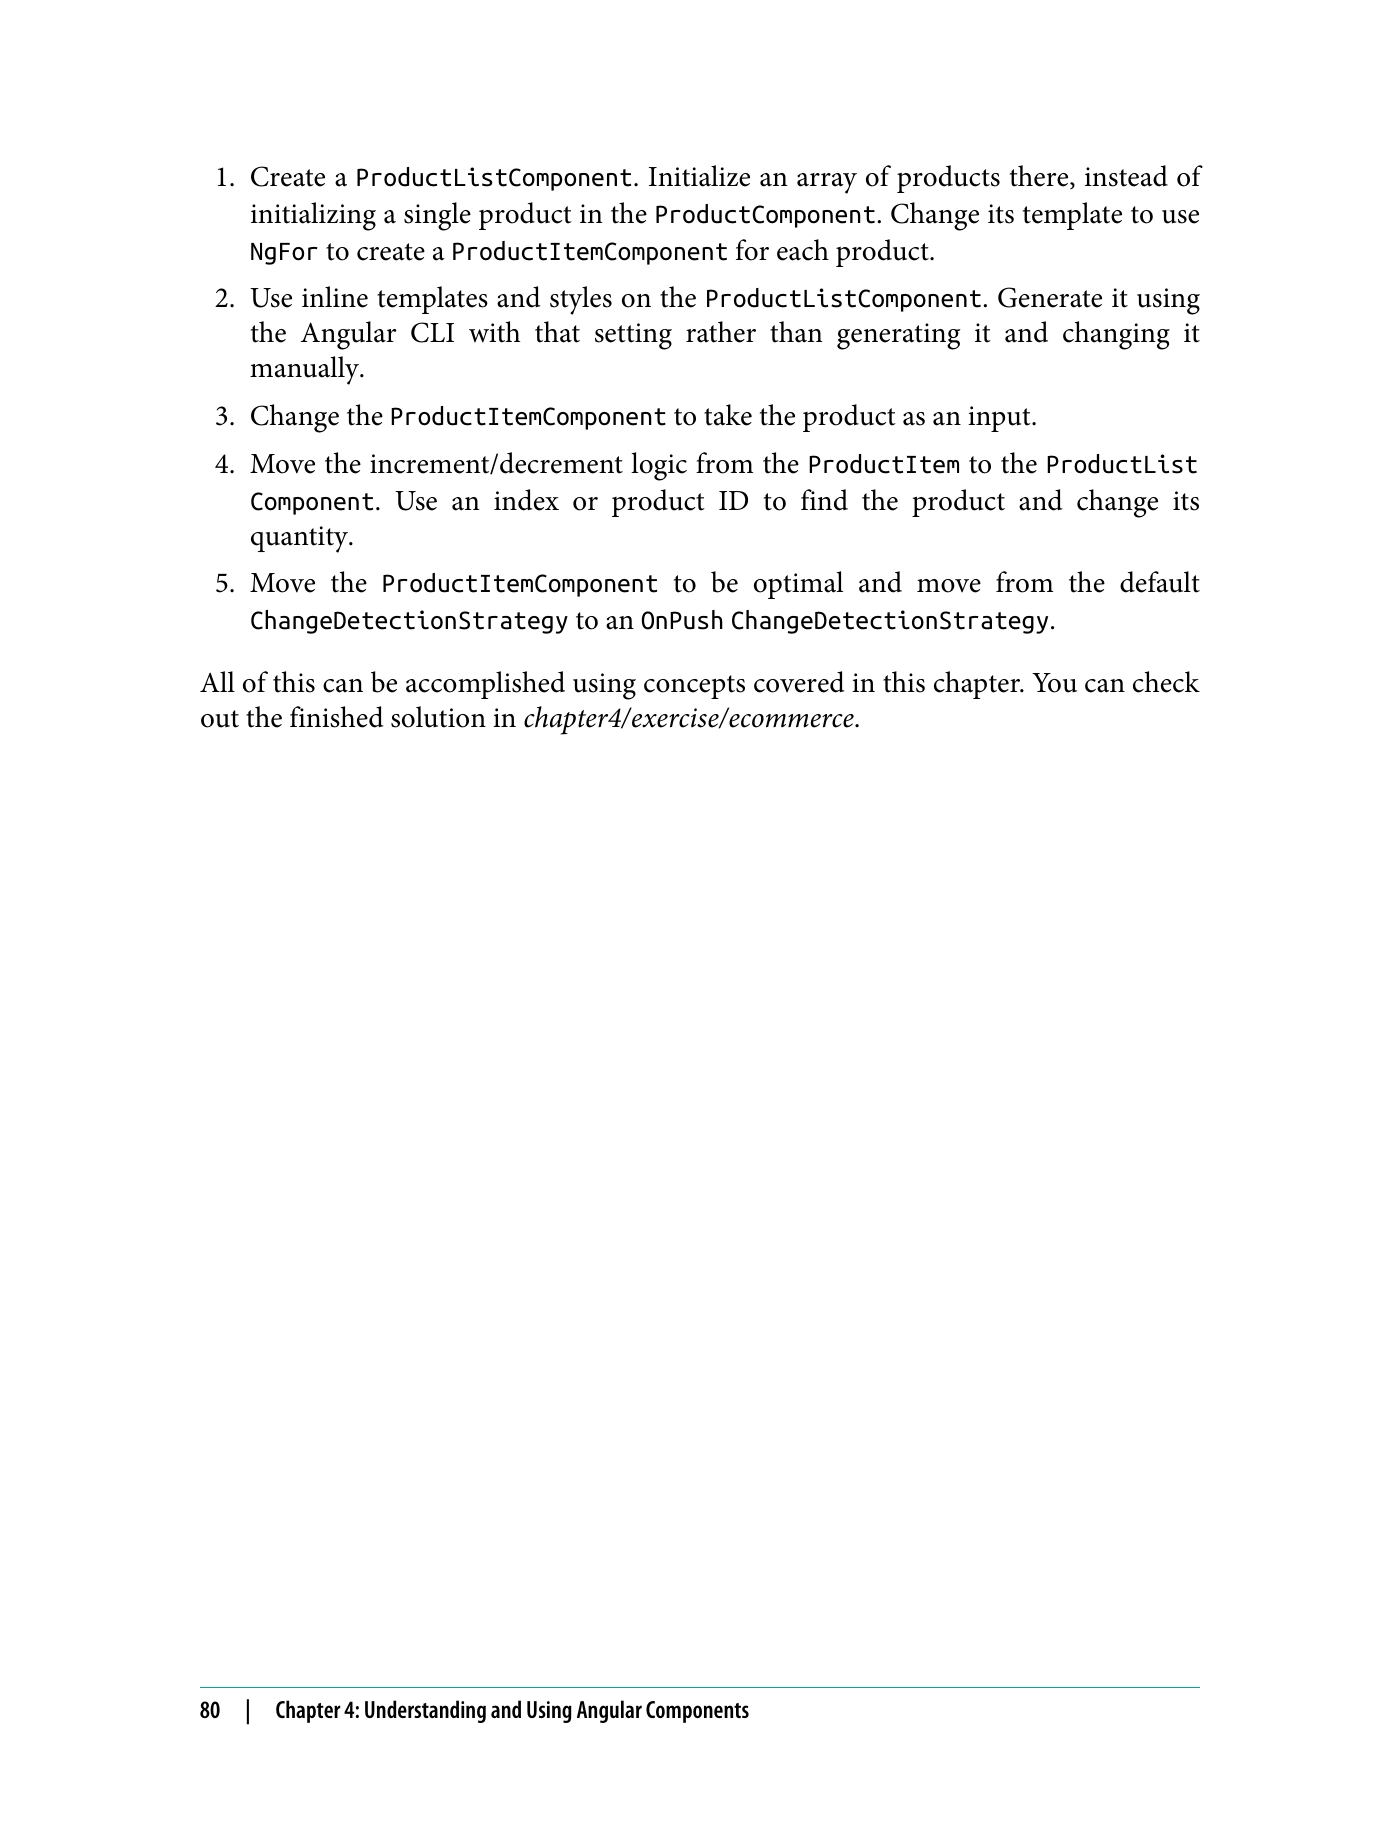 1. Create a ProductListComponent. Initialize an array of products there, instead of
initializing a single product in the ProductComponent. Change its template to use
NgFor to create a ProductItemComponent for each product.
2. Use inline templates and styles on the ProductListComponent. Generate it using
the Angular CLI with that setting rather than generating it and changing it
manually.
3. Change the ProductItemComponent to take the product as an input.
4. Move the increment/decrement logic from the ProductItem to the ProductList
Component. Use an index or product ID to find the product and change its
quantity.
5. Move the ProductItemComponent to be optimal and move from the default
ChangeDetectionStrategy to an OnPush ChangeDetectionStrategy.
All of this can be accomplished using concepts covered in this chapter. You can check
out the finished solution in chapter4/exercise/ecommerce.
80 | Chapter 4: Understanding and Using Angular Components